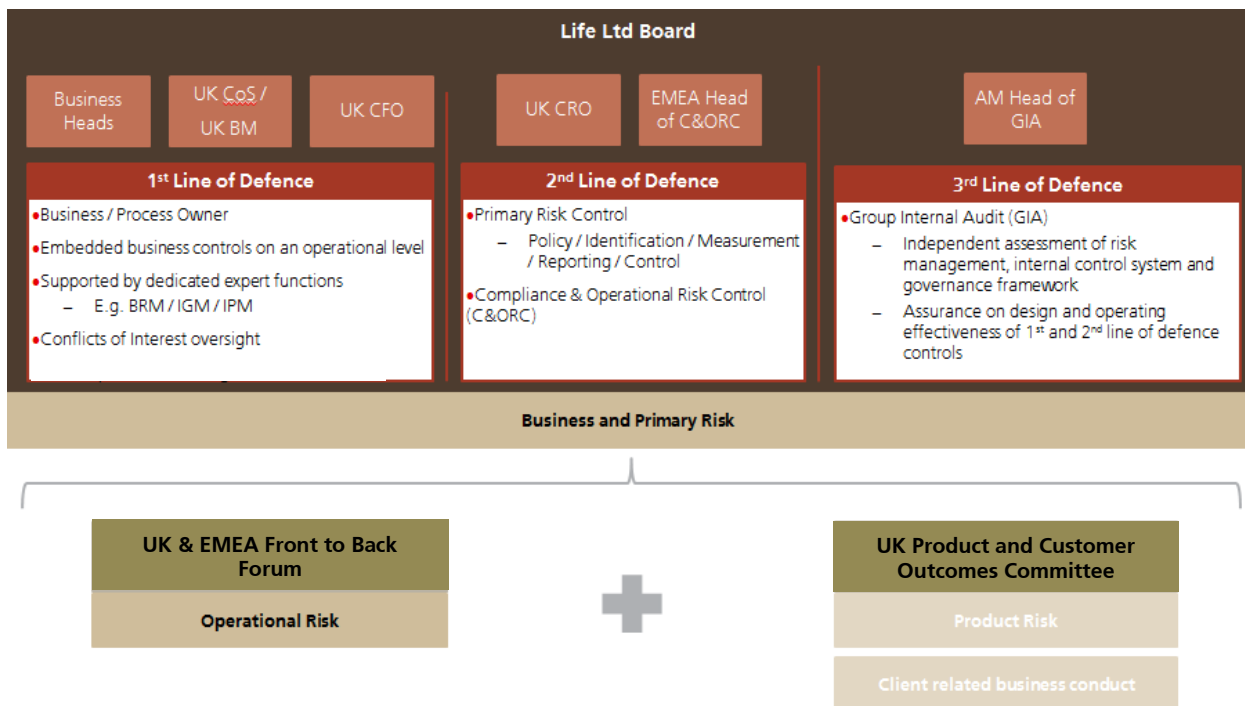 Life Ltd Board
Business
Heads
UK CoS /
UK BM
UK CFO
UK CRO
EMEA Head
of C&ORC
AM Head of
GIA
1st Line of Defence
•Business / Process Owner
•Embedded business controls on an operational level
•Supported by dedicated expert functions
– E.g. BRM / IGM / IPM
•Conflicts of Interest oversight
2nd Line of Defence
•Primary Risk Control
– Policy / Identification / Measurement
/ Reporting / Control
•Compliance & Operational Risk Control
(C&ORC)
3rd Line of Defence
•Group Internal Audit (GIA)
– Independent assessment of risk
management, internal control system and
governance framework
– Assurance on design and operating
effectiveness of 1st and 2nd line of defence
controls
Business and Primary Risk
UK & EMEA Front to Back
Forum
Operational Risk
UK Product and Customer
Outcomes Committee
Product Risk
Client related business conduct